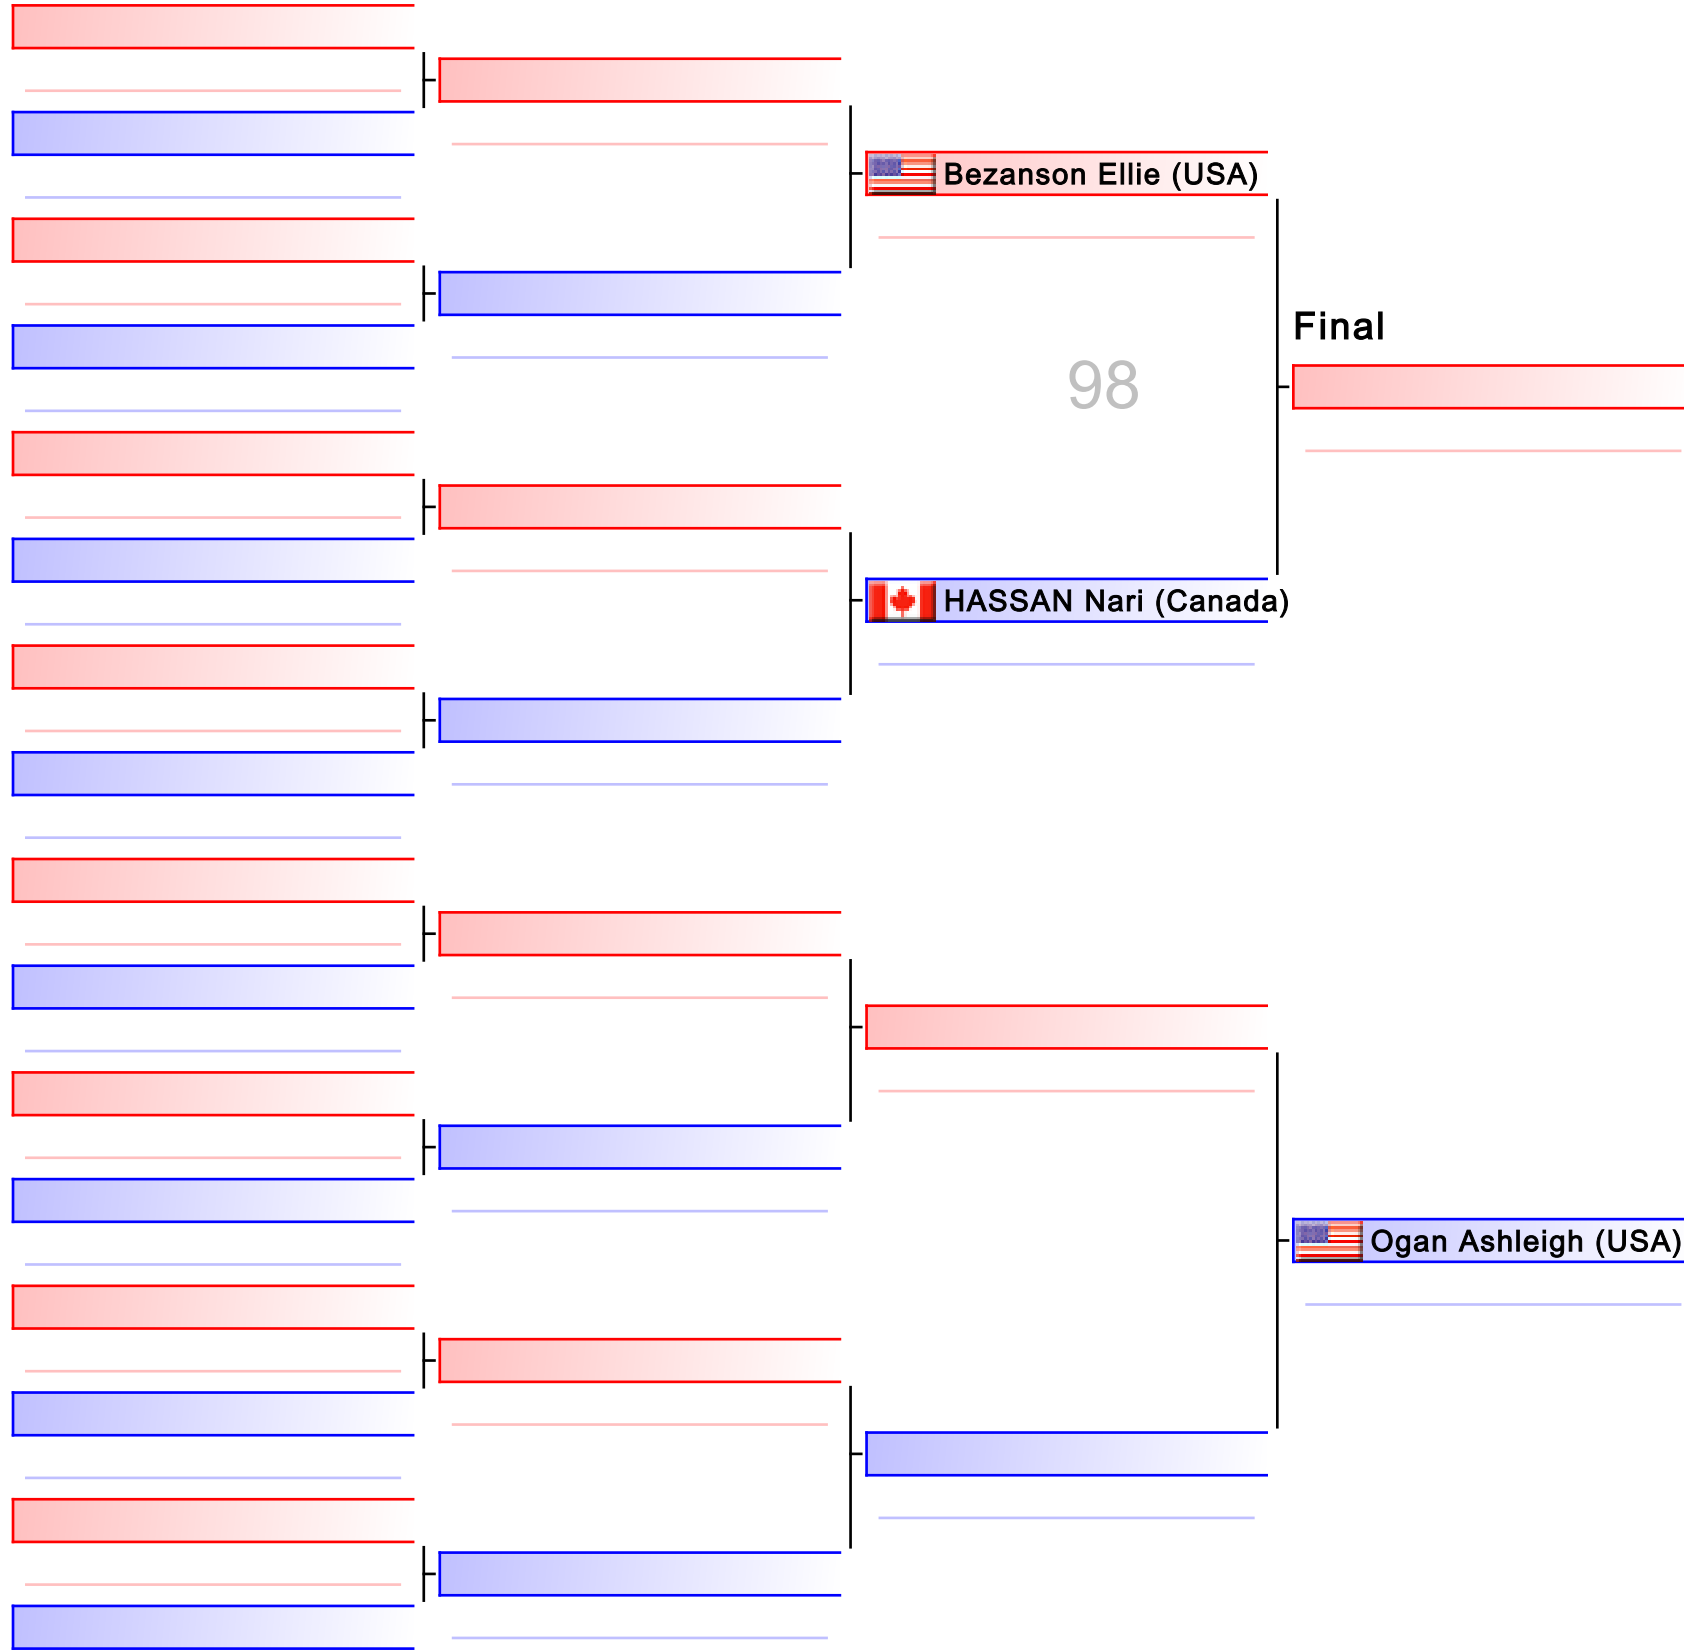 Bezanson Ellie (USA)
Final
98
HASSAN Nari (Canada)
Ogan Ashleigh (USA)